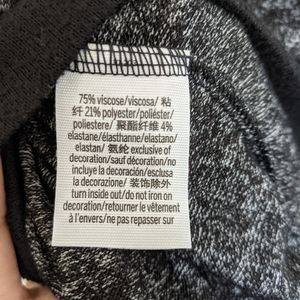 75% viscose/viscosa/ 粘
纤 21% polyester/poliéster/
poliestere/ 聚酯纤维 4%
elastane/élasthanne/elastano/
elastan/ 氨纶 exclusive of
decoration/sauf décoration/no
incluye la decoración/esclusa
la decorazione/ 装饰除外
turn inside out/do not iron on
decoration/retourner le vêtement
à l'envers/ne pas repasser sur